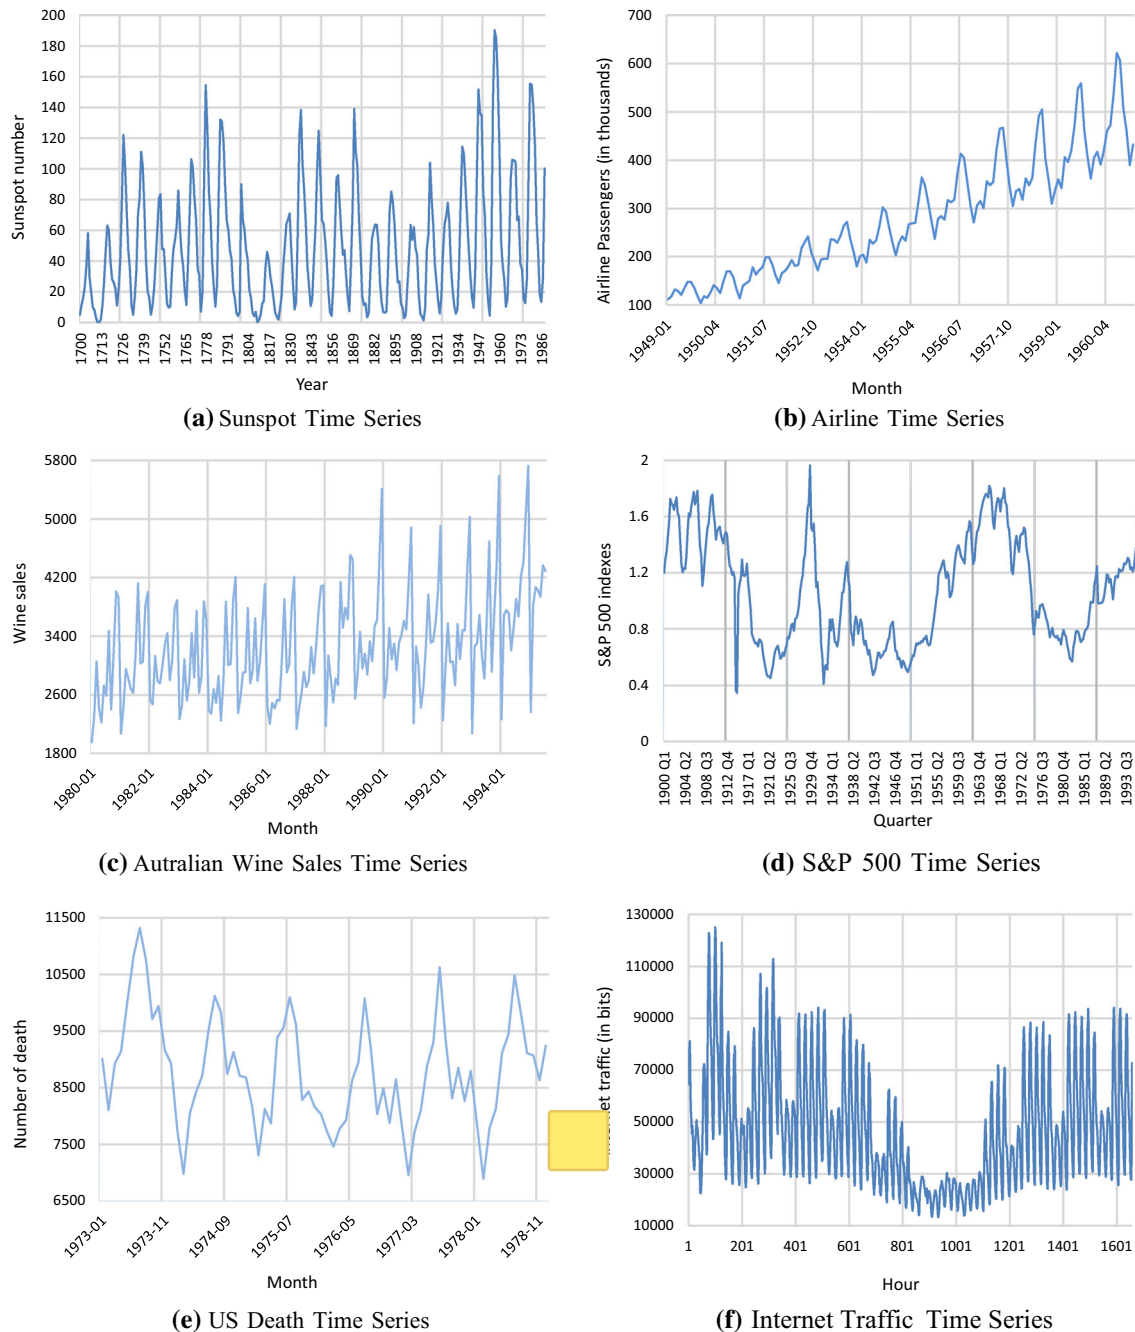 200
180
160
140
120
100
80
60
40
20
0
Sunspot number
1700 1713 1726 1739 1752 1765 1778 1791 1804 1817 1830 1843 1856 1869 1882 1895 1908 1921 1934 1947 1960 1973 1986
Year
(a) Sunspot Time Series
700
600
500
400
300
200
100
Airline Passengers (in thousands)
1949-01 1950-04 1951-07 1952-10 1954-01 1955-04 1956-07 1957-10 1959-01 1960-04
Month
(b) Airline Time Series
5800
5000
4200
3400
2600
1800
Wine sales
1980-01 1982-01 1984-01 1986-01 1988-01 1990-01 1992-01 1994-01
Month
(c) Autralian Wine Sales Time Series
2
1.6
1.2
0.8
0.4
0
S&P 500 indexes
1900 Q1 1904 Q2 1908 Q3 1912 Q4 1917 Q1 1921 Q2 1925 Q3 1929 Q4 1934 Q1 1938 Q2 1942 Q3 1946 Q4 1951 Q1 1955 Q2 1959 Q3 1963 Q4 1968 Q1 1972 Q2 1976 Q3 1980 Q4 1985 Q1 1989 Q2 1993 Q3
Quarter
(d) S&P 500 Time Series
11500
10500
9500
8500
7500
6500
Number of death
1973-01 1973-11 1974-09 1975-07 1976-05 1977-03 1978-01 1978-11
Month
(e) US Death Time Series
130000
110000
90000
70000
50000
30000
10000
traffic (in bits)
1 201 401 601 801 1001 1201 1401 1601
Hour
(f) Internet Traffic Time Series